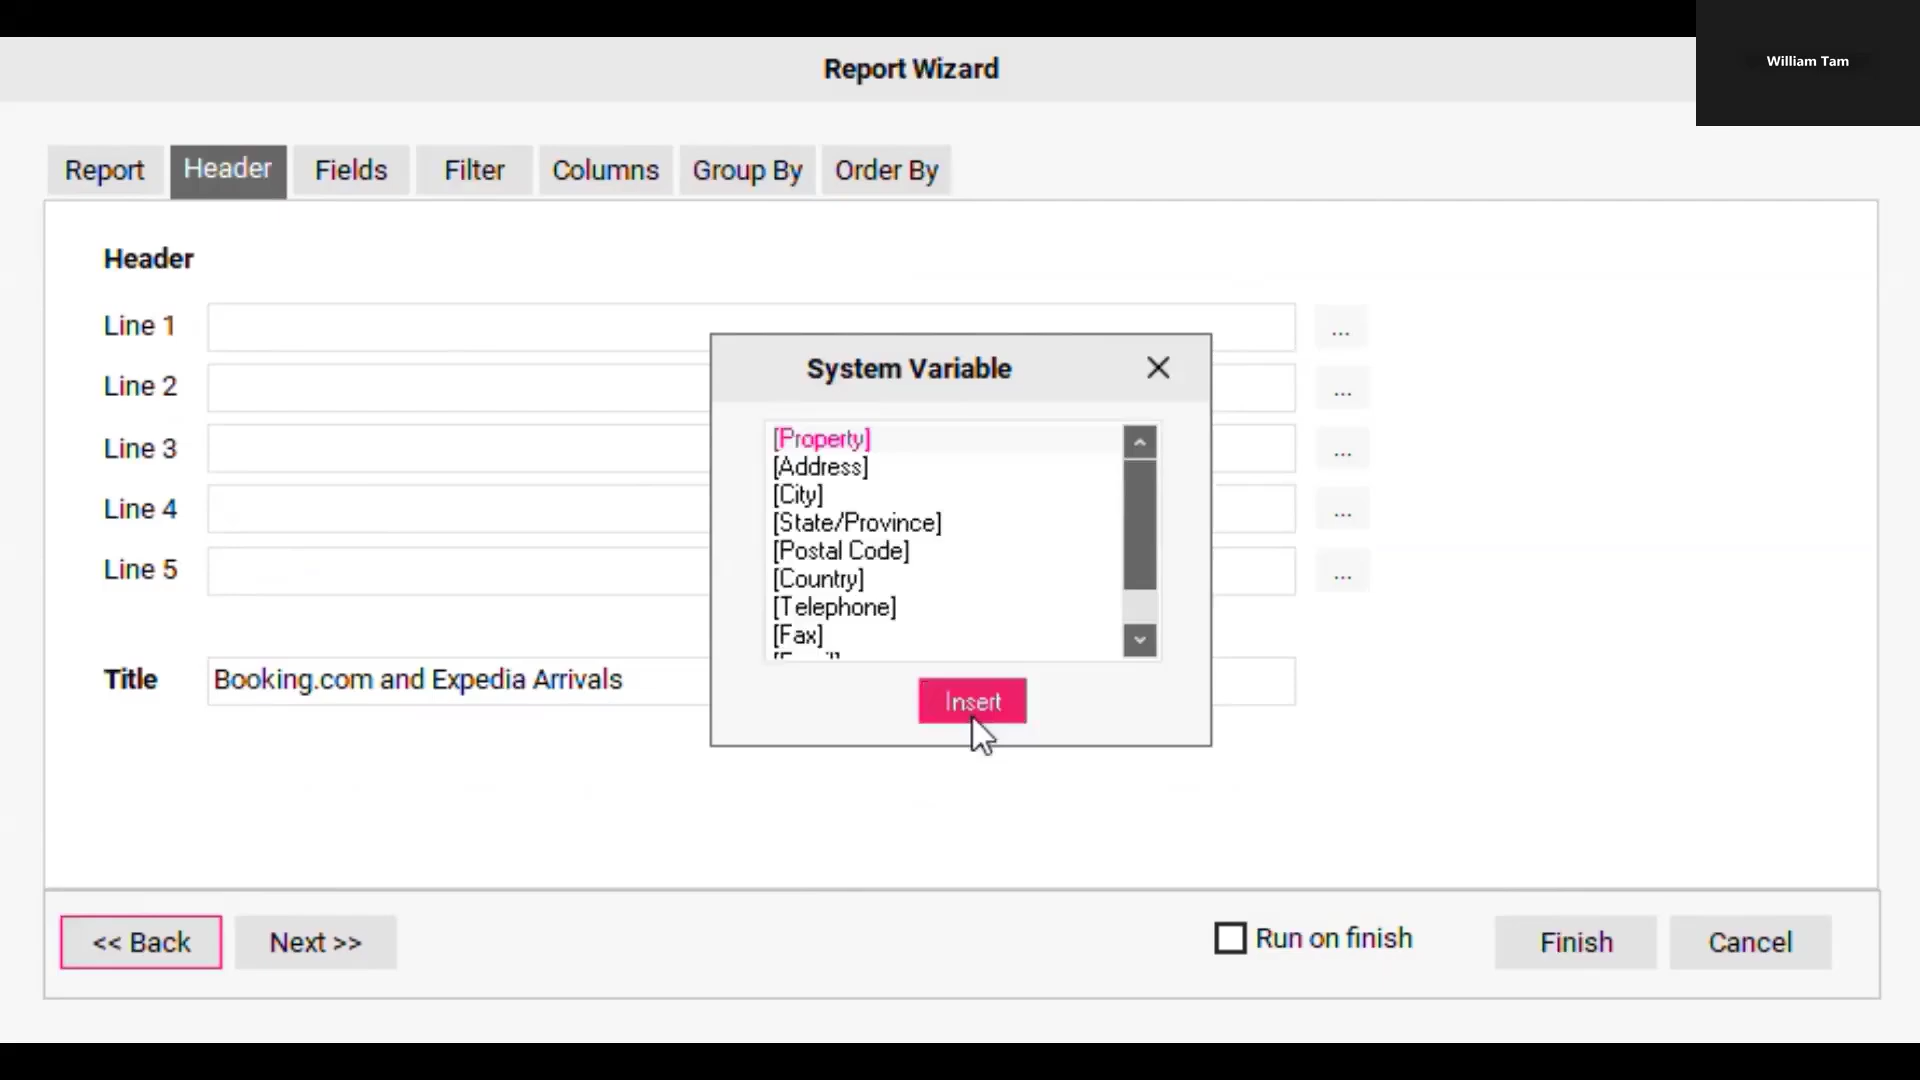 Report Wizard
William Tam
Report Header Fields Filter Columns Group By Order By
Header
Line 1 ...
Line 2 ...
Line 3 ...
Line 4 ...
Line 5 ...
System Variable
[Property]
[Address]
[City]
[State/Province]
[Postal Code]
[Country]
[Telephone]
[Fax]
Insert
Title Booking.com and Expedia Arrivals
<< Back Next >> Run on finish Finish Cancel